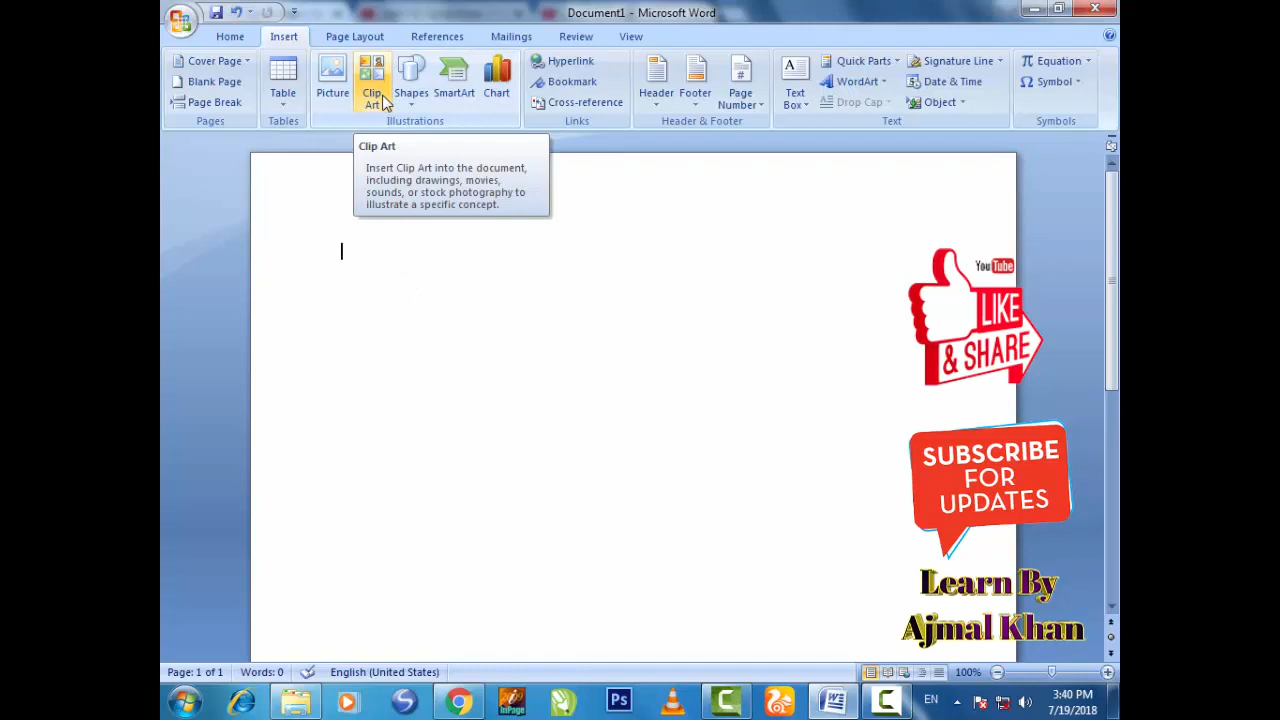 Document1 - Microsoft Word
Home Insert Page Layout References Mailings Review View
Cover Page
Blank Page
Page Break
Pages
Table
Tables
Picture
Clip Art
Shapes
SmartArt
Chart
Illustrations
Hyperlink
Bookmark
Cross-reference
Links
Header
Footer
Page Number
Header & Footer
Text Box
Quick Parts
WordArt
Drop Cap
Signature Line
Date & Time
Object
Text
Equation
Symbol
Symbols
Clip Art
Insert Clip Art into the document,
including drawings, movies,
sounds, or stock photography to
illustrate a specific concept.
YouTube
LIKE
& SHARE
SUBSCRIBE
FOR
UPDATES
Learn By
Ajmal Khan
Page: 1 of 1 Words: 0 English (United States) 100%
InPage
Ps
EN
3:40 PM
7/19/2018